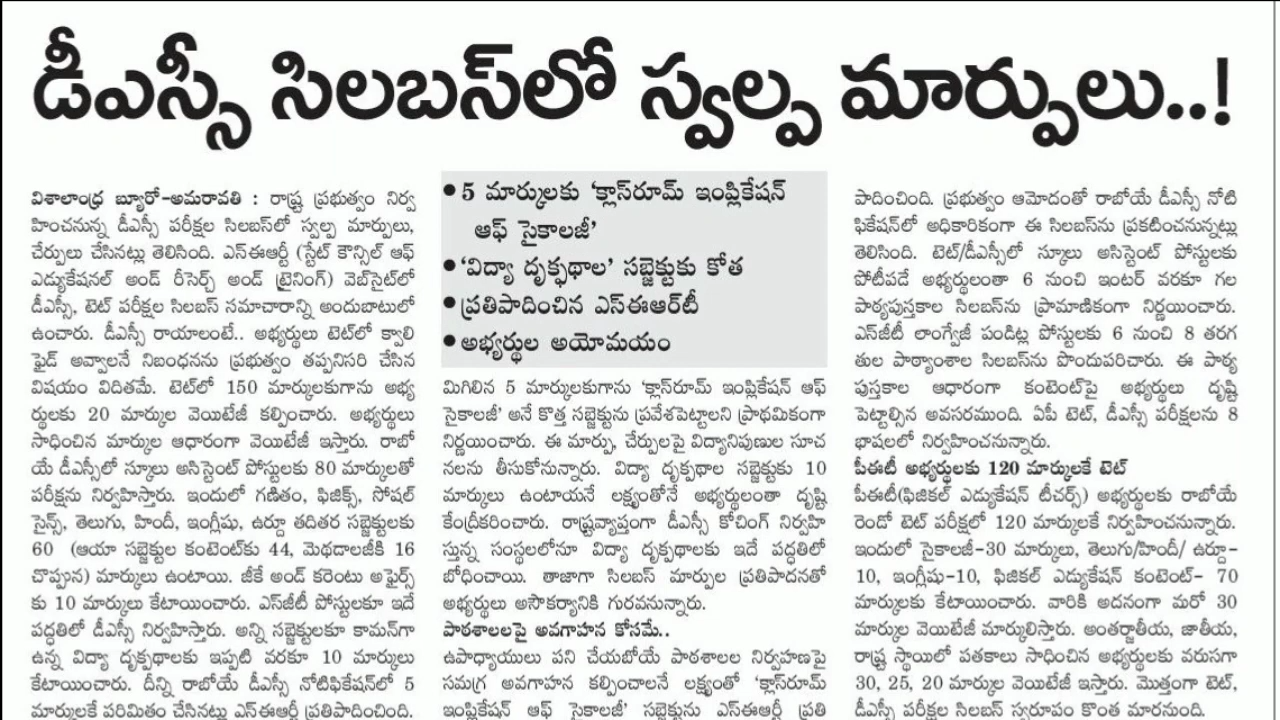 డీఎస్సీ సిలబస్‌లో స్వల్ప మార్పులు..!
విశాలాంధ్ర బ్యూరో-అమరావతి : రాష్ట్ర ప్రభుత్వం నిర్వ
హించనున్న డీఎస్సీ పరీక్షల సిలబస్‌లో స్వల్ప మార్పులు,
చేర్పులు చేసినట్లు తెలిసింది. ఎస్ఈఆర్టీ (స్టేట్ కౌన్సిల్ ఆఫ్
ఎడ్యుకేషనల్ అండ్ రీసెర్చ్ అండ్ ట్రైనింగ్) వెబ్‌సైట్‌లో
డీఎస్సీ, టెట్ పరీక్షల సిలబస్ సమాచారాన్ని అందుబాటులో
ఉంచారు. డీఎస్సీ రాయాలంటే.. అభ్యర్థులు టెట్‌లో క్వాలి
ఫైడ్ అవ్వాలనే నిబంధనను ప్రభుత్వం తప్పనిసరి చేసిన
విషయం విదితమే. టెట్‌లో 150 మార్కులకుగాను అభ్య
ర్థులకు 20 మార్కుల వెయిటేజీ కల్పించారు. అభ్యర్థులు
సాధించిన మార్కుల ఆధారంగా వెయిటేజీ ఇస్తారు. రాబో
యే డీఎస్సీలో స్కూలు అసిస్టెంట్ పోస్టులకు 80 మార్కులతో
పరీక్షను నిర్వహిస్తారు. ఇందులో గణితం, ఫిజిక్స్, సోషల్
సైన్స్, తెలుగు, హిందీ, ఇంగ్లీషు, ఉర్దూ తదితర సబ్జెక్టులకు
60 (ఆయా సబ్జెక్టుల కంటెంట్‌కు 44, మెథడాలజీకి 16
చొప్పున) మార్కులు ఉంటాయి. జీకే అండ్ కరెంటు అఫైర్స్
కు 10 మార్కులు కేటాయించారు. ఎస్‌జీటీ పోస్టులకూ ఇదే
పద్ధతిలో డీఎస్సీ నిర్వహిస్తారు. అన్ని సబ్జెక్టులకూ కామన్‌గా
ఉన్న విద్యా దృక్పథాలకు ఇప్పటి వరకూ 10 మార్కులు
కేటాయించారు. దీన్ని రాబోయే డీఎస్సీ నోటిఫికేషన్‌లో 5
మార్కులకే పరిమితం చేసినట్లు ఎస్ఈఆర్టీ ప్రతిపాదించింది.
• 5 మార్కులకు ‘క్లాస్‌రూమ్ ఇంప్లికేషన్
ఆఫ్ సైకాలజీ’
• ‘విద్యా దృక్ఫథాల’ సబ్జెక్టుకు కోత
• ప్రతిపాదించిన ఎస్ఈఆర్‌టీ
• అభ్యర్థుల అయోమయం
మిగిలిన 5 మార్కులకుగాను ‘క్లాస్‌రూమ్ ఇంప్లికేషన్ ఆఫ్
సైకాలజీ’ అనే కొత్త సబ్జెక్టును ప్రవేశపెట్టాలని ప్రాథమికంగా
నిర్ణయించారు. ఈ మార్పు, చేర్పులపై విద్యానిపుణుల సూచ
నలను తీసుకోనున్నారు. విద్యా దృక్పథాల సబ్జెక్టుకు 10
మార్కులు ఉంటాయనే లక్ష్యంతోనే అభ్యర్థులంతా దృష్టి
కేంద్రీకరించారు. రాష్ట్రవ్యాప్తంగా డీఎస్సీ కోచింగ్ నిర్వహి
స్తున్న సంస్థలలోనూ విద్యా దృక్పథాలకు ఇదే పద్ధతిలో
బోధించాయి. తాజాగా సిలబస్ మార్పుల ప్రతిపాదనతో
అభ్యర్థులు అసౌకర్యానికి గురవనున్నారు.
పాఠశాలలపై అవగాహన కోసమే..
ఉపాధ్యాయులు పని చేయబోయే పాఠశాలల నిర్వహణపై
సమగ్ర అవగాహన కల్పించాలనే లక్ష్యంతో ‘క్లాస్‌రూమ్
ఇంప్లికేషన్ ఆఫ్ సైకాలజీ’ సబ్జెక్టును ఎస్ఈఆర్టీ ప్రతి
పాదించింది. ప్రభుత్వం ఆమోదంతో రాబోయే డీఎస్సీ నోటి
ఫికేషన్‌లో అధికారికంగా ఈ సిలబస్‌ను ప్రకటించనున్నట్లు
తెలిసింది. టెట్/డీఎస్సీలో స్కూలు అసిస్టెంట్ పోస్టులకు
పోటీపడే అభ్యర్థులంతా 6 నుంచి ఇంటర్ వరకూ గల
పాఠ్యపుస్తకాల సిలబస్‌ను ప్రామాణికంగా నిర్ణయించారు.
ఎస్‌జీటీ లాంగ్వేజీ పండిట్ల పోస్టులకు 6 నుంచి 8 తరగ
తుల పాఠ్యాంశాల సిలబస్‌ను పొందుపరిచారు. ఈ పాఠ్య
పుస్తకాల ఆధారంగా కంటెంట్‌పై అభ్యర్థులు దృష్టి
పెట్టాల్సిన అవసరముంది. ఏపీ టెట్, డీఎస్సీ పరీక్షలను 8
భాషలలో నిర్వహించనున్నారు.
పీఈటీ అభ్యర్థులకు 120 మార్కులకే టెట్
పీఈటీ(ఫిజికల్ ఎడ్యుకేషన్ టీచర్స్) అభ్యర్థులకు రాబోయే
రెండో టెట్ పరీక్షలో 120 మార్కులకే నిర్వహించనున్నారు.
ఇందులో సైకాలజీ-30 మార్కులు, తెలుగు/హిందీ/ ఉర్దూ-
10, ఇంగ్లీషు-10, ఫిజికల్ ఎడ్యుకేషన్ కంటెంట్- 70
మార్కులకు కేటాయించారు. వారికి అదనంగా మరో 30
మార్కుల వెయిటేజీ మార్కులిస్తారు. అంతర్జాతీయ, జాతీయ,
రాష్ట్ర స్థాయిలో పతకాలు సాధించిన అభ్యర్థులకు వరుసగా
30, 25, 20 మార్కుల వెయిటేజీ ఇస్తారు. మొత్తంగా టెట్,
డీఎస్సీ పరీక్షల సిలబస్ స్వరూపం కొంత మారనుంది.